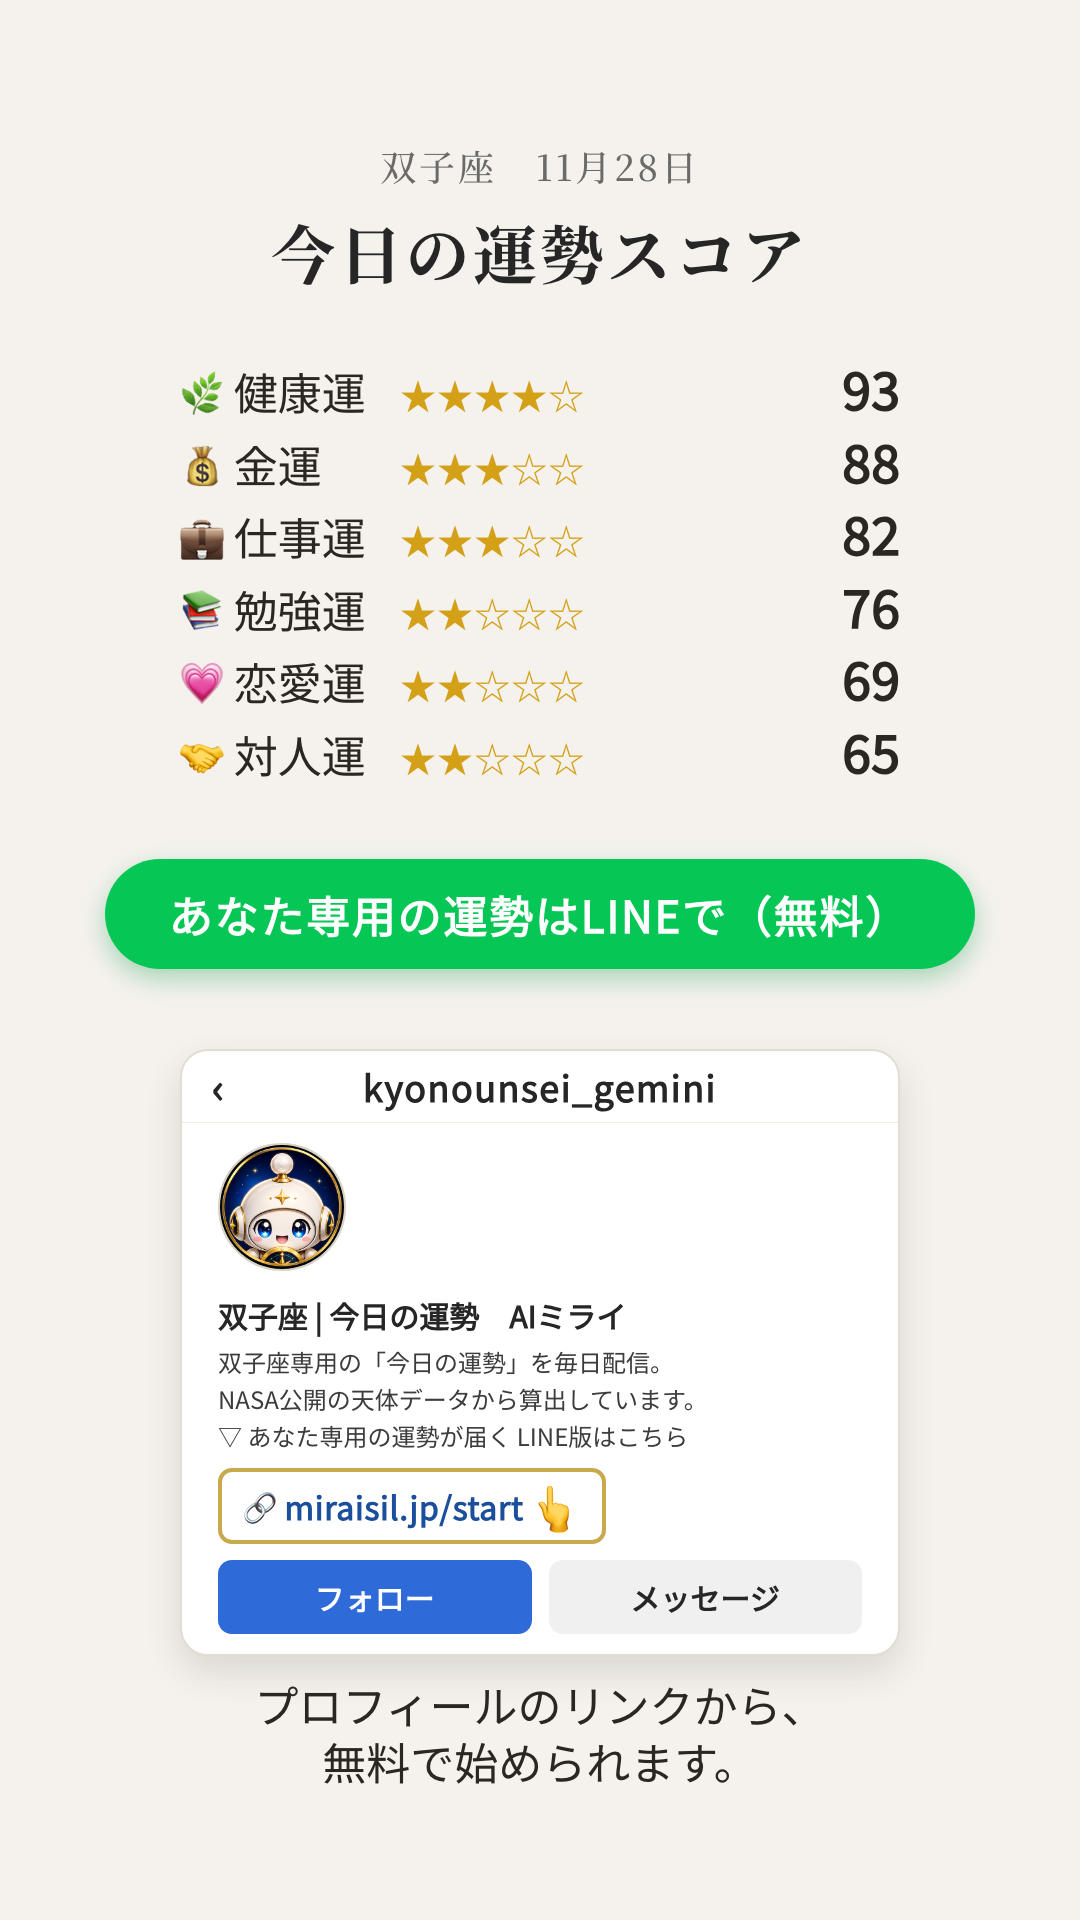 双子座　11月28日
今日の運勢スコア
🌿 健康運 ★★★★☆ 93
💰 金運 ★★★☆☆ 88
💼 仕事運 ★★★☆☆ 82
📚 勉強運 ★★☆☆☆ 76
💗 恋愛運 ★★☆☆☆ 69
🤝 対人運 ★★☆☆☆ 65
あなた専用の運勢はLINEで（無料）
‹ kyonounsei_gemini
双子座 | 今日の運勢　AIミライ
双子座専用の「今日の運勢」を毎日配信。
NASA公開の天体データから算出しています。
▽ あなた専用の運勢が届く LINE版はこちら
🔗 miraisil.jp/start 👆
フォロー メッセージ
プロフィールのリンクから、
無料で始められます。